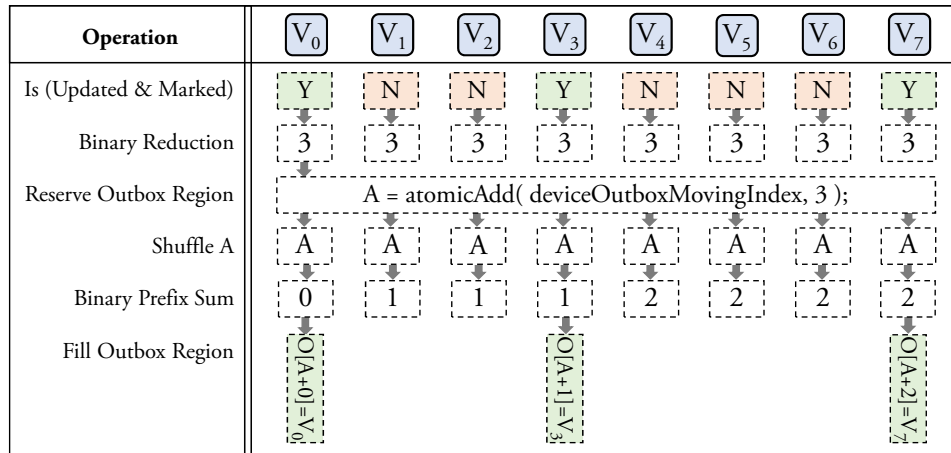 Operation V0 V1 V2 V3 V4 V5 V6 V7
Is (Updated & Marked) Y N N Y N N N Y
Binary Reduction 3 3 3 3 3 3 3 3
Reserve Outbox Region A = atomicAdd( deviceOutboxMovingIndex, 3 );
Shuffle A A A A A A A A A
Binary Prefix Sum 0 1 1 1 2 2 2 2
Fill Outbox Region O[A+0]=V0 O[A+1]=V3 O[A+2]=V7